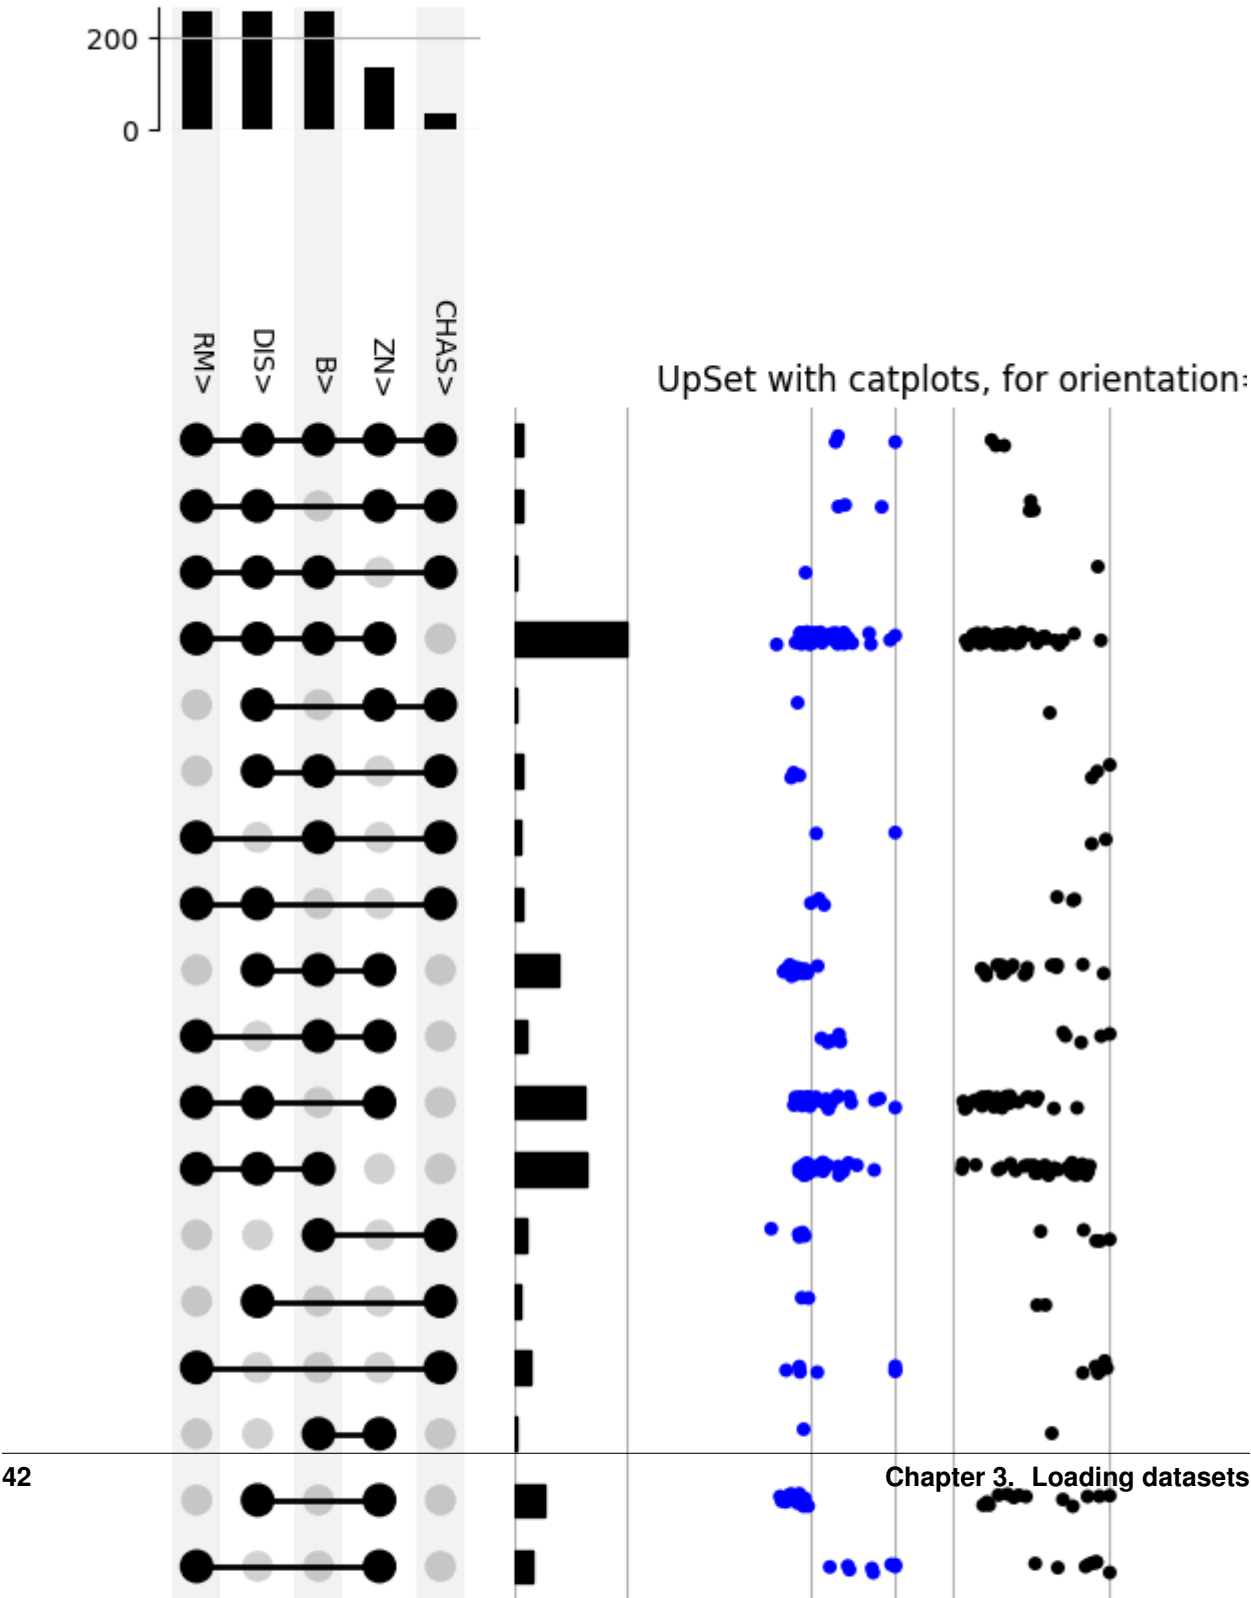 200
0
RM>
DIS>
B>
ZN>
CHAS>
UpSet with catplots, for orientation=
42
Chapter 3. Loading datasets